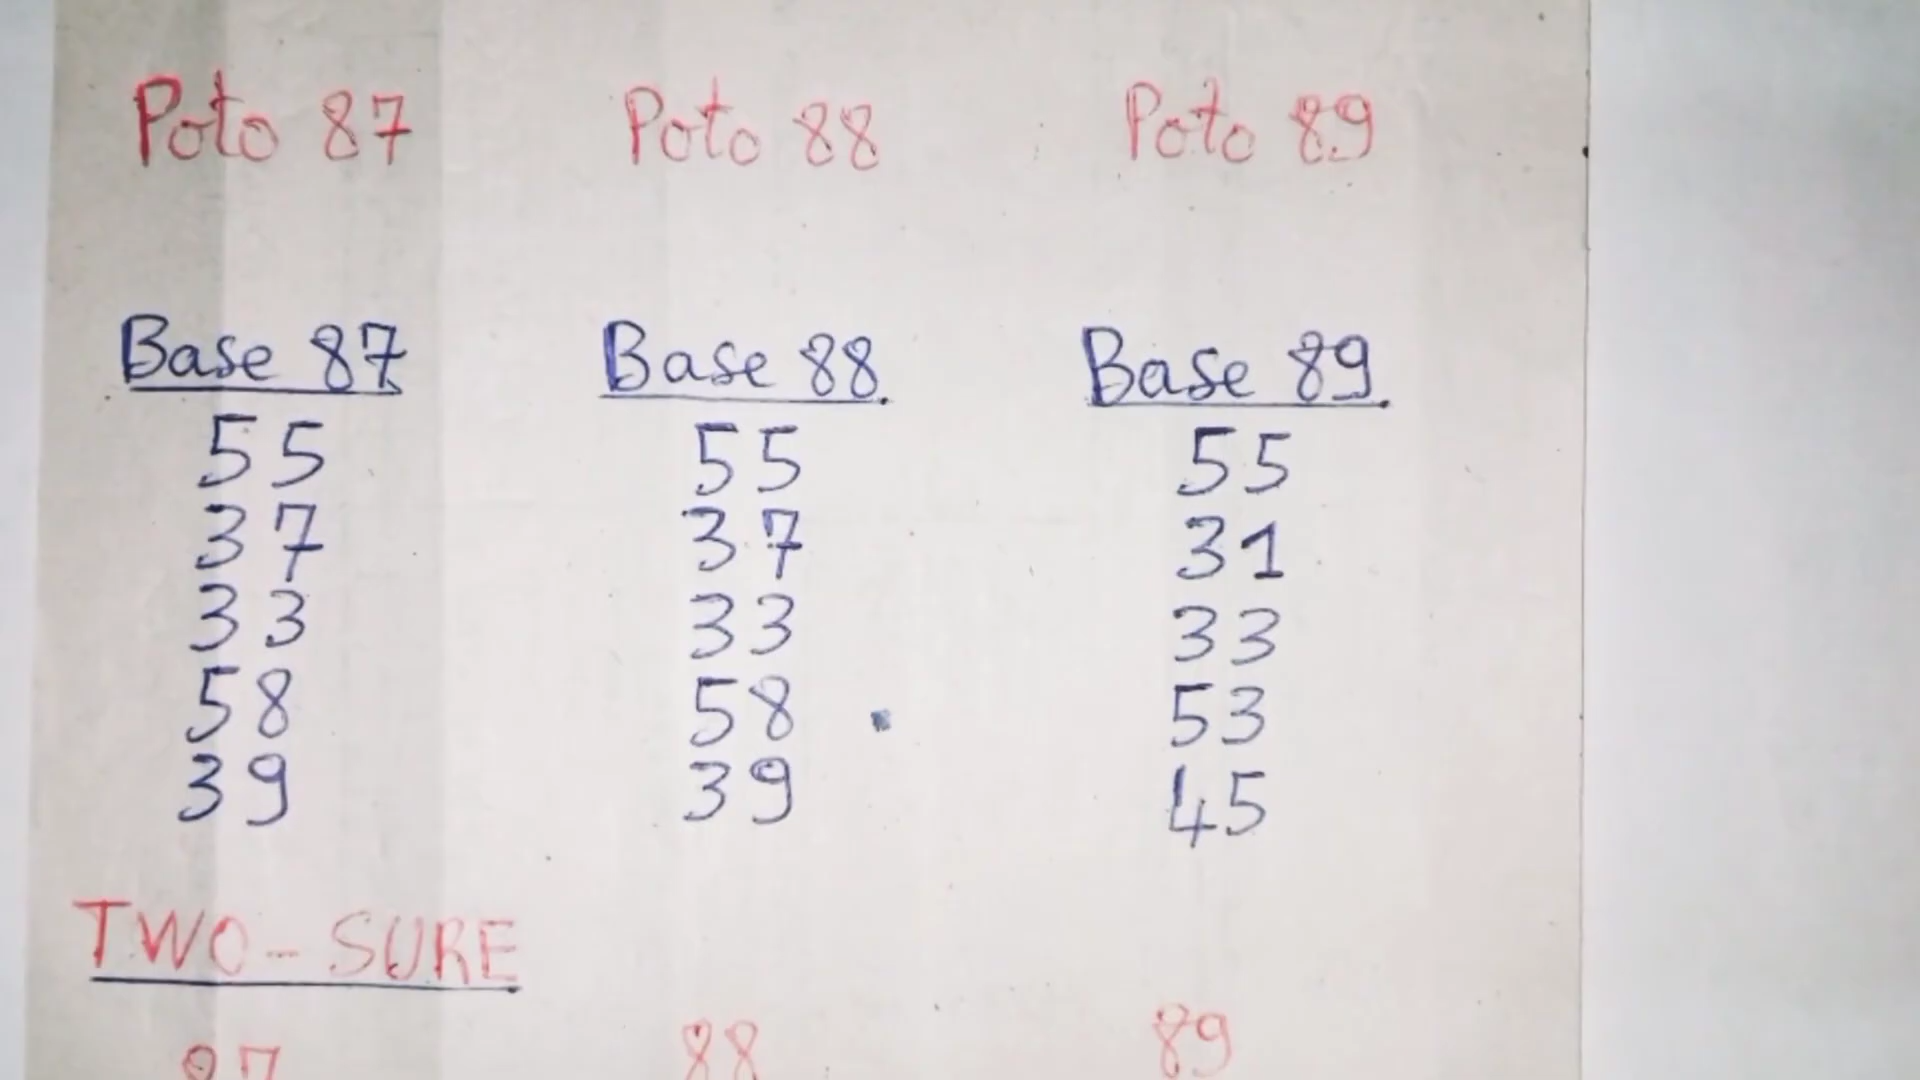 Poto 87 Poto 88 Poto 89
Base 87 Base 88. Base 89.
55 55 55
37 37 31
33 33 33
58 58 53
39 39 45
TWO-SURE
87 88 89